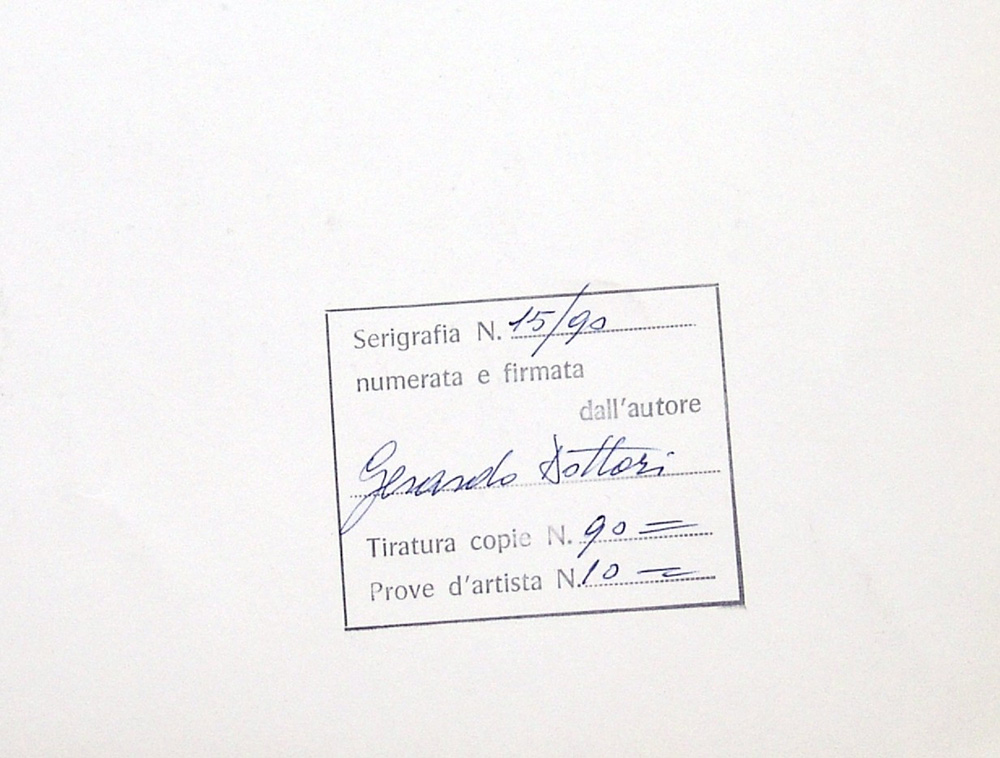 Serigrafia N. 15/90
numerata e firmata
dall'autore
Gerardo Dottori
Tiratura copie N. 90 =
Prove d'artista N. 10 =